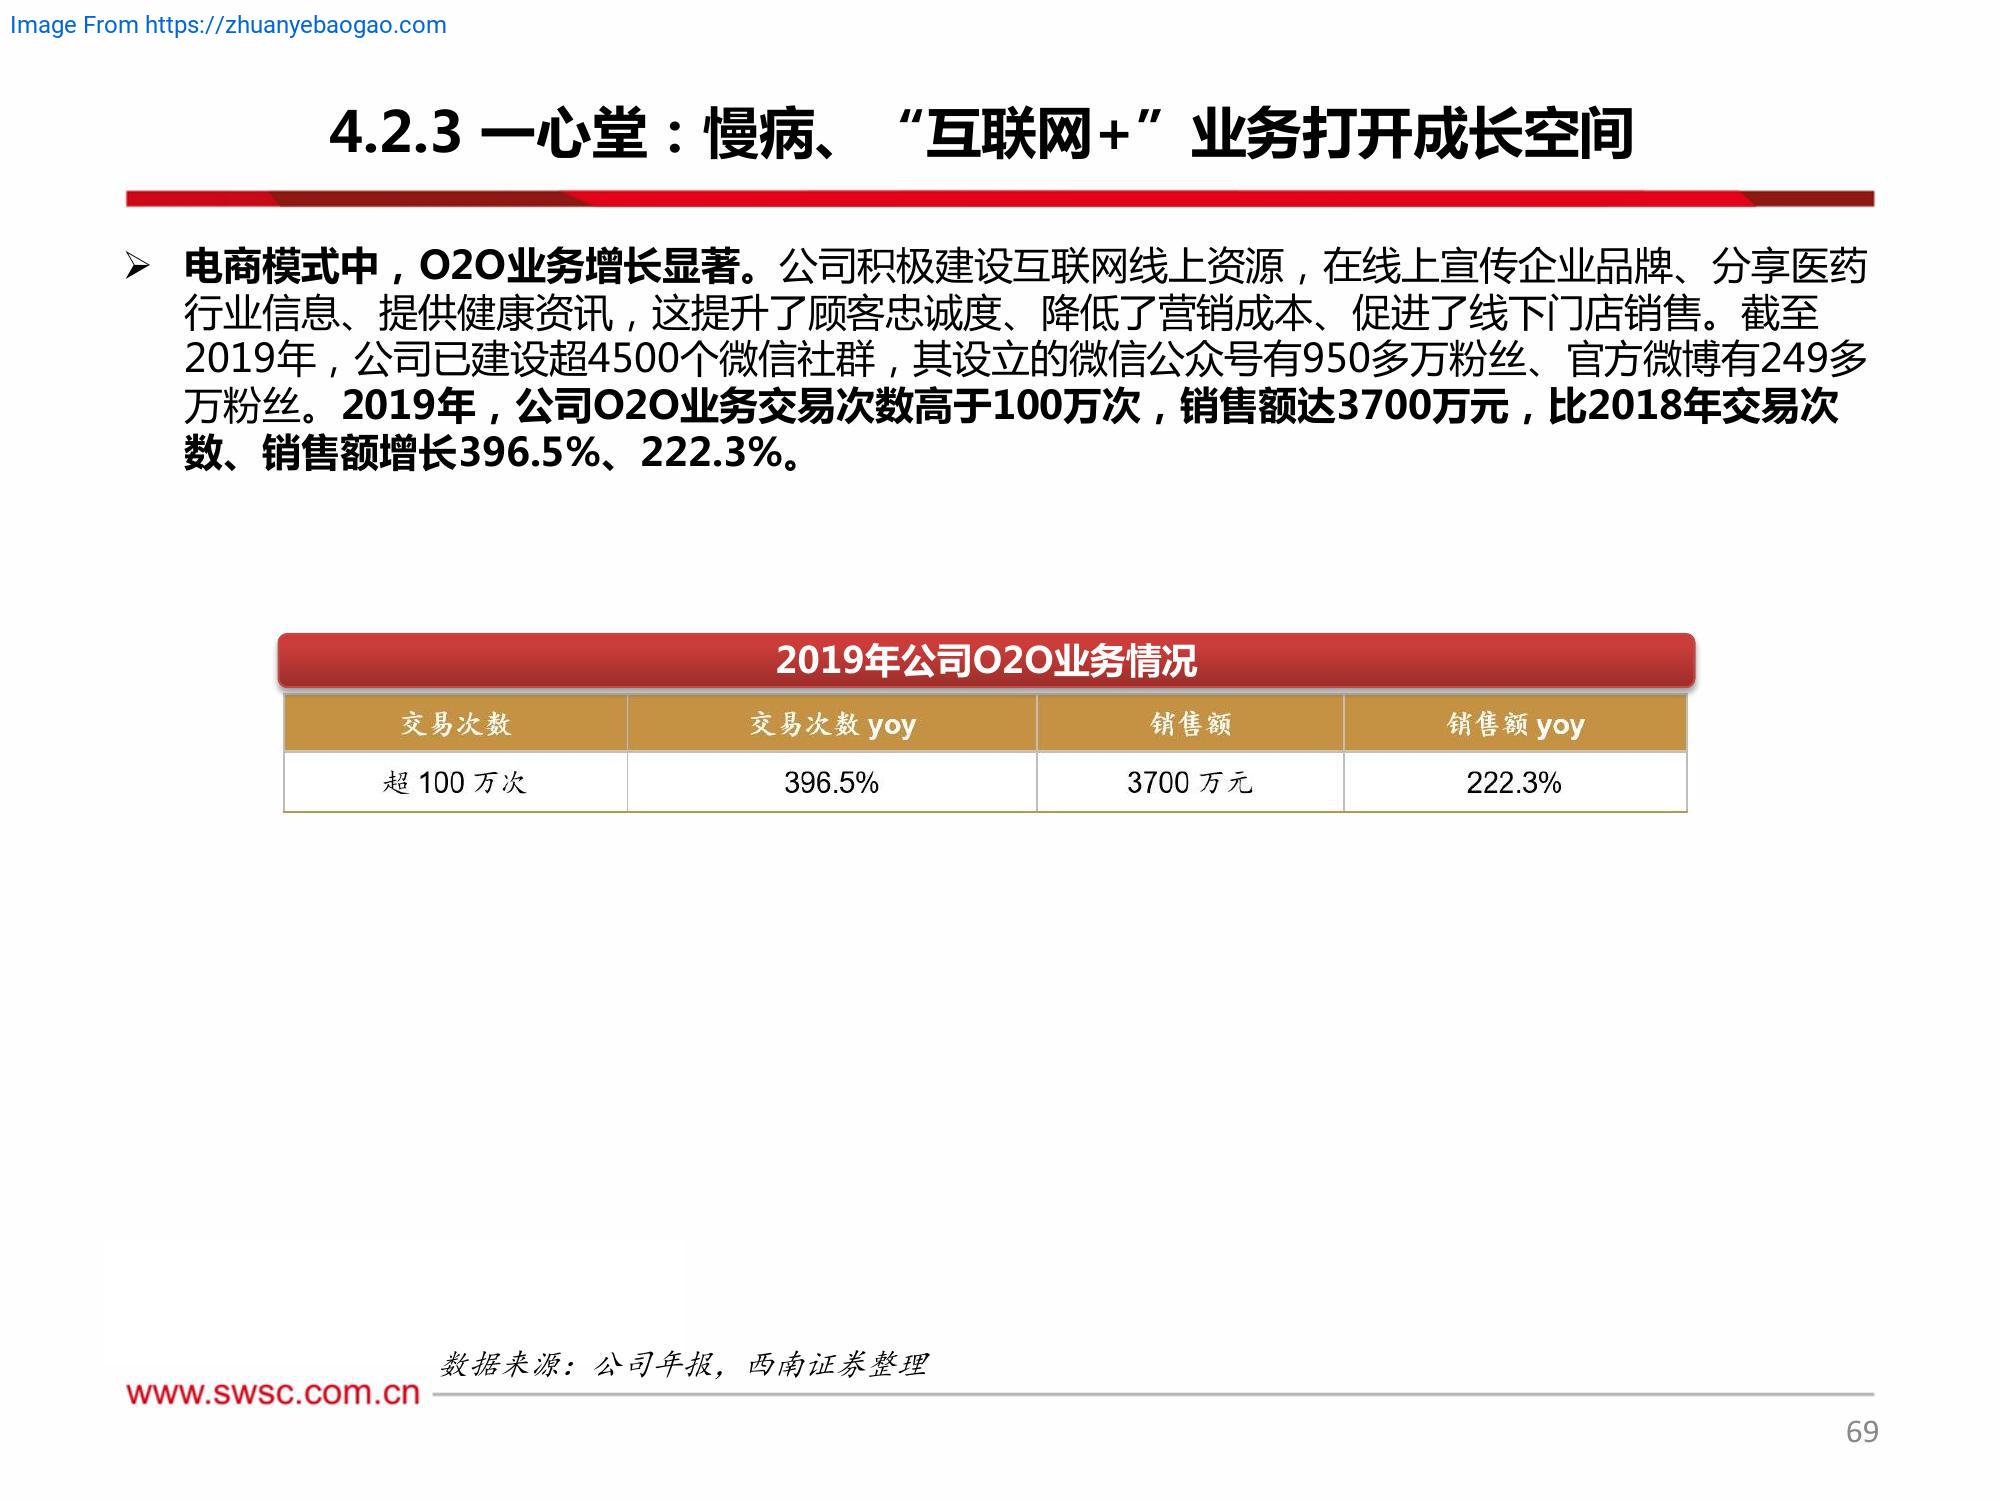 Image From https://zhuanyebaogao.com
4.2.3 一心堂：慢病、“互联网+”业务打开成长空间
➢ 电商模式中，O2O业务增长显著。公司积极建设互联网线上资源，在线上宣传企业品牌、分享医药
行业信息、提供健康资讯，这提升了顾客忠诚度、降低了营销成本、促进了线下门店销售。截至
2019年，公司已建设超4500个微信社群，其设立的微信公众号有950多万粉丝、官方微博有249多
万粉丝。2019年，公司O2O业务交易次数高于100万次，销售额达3700万元，比2018年交易次
数、销售额增长396.5%、222.3%。
2019年公司O2O业务情况
交易次数 交易次数 yoy 销售额 销售额 yoy
超 100 万次 396.5% 3700 万元 222.3%
数据来源：公司年报，西南证券整理
www.swsc.com.cn
69